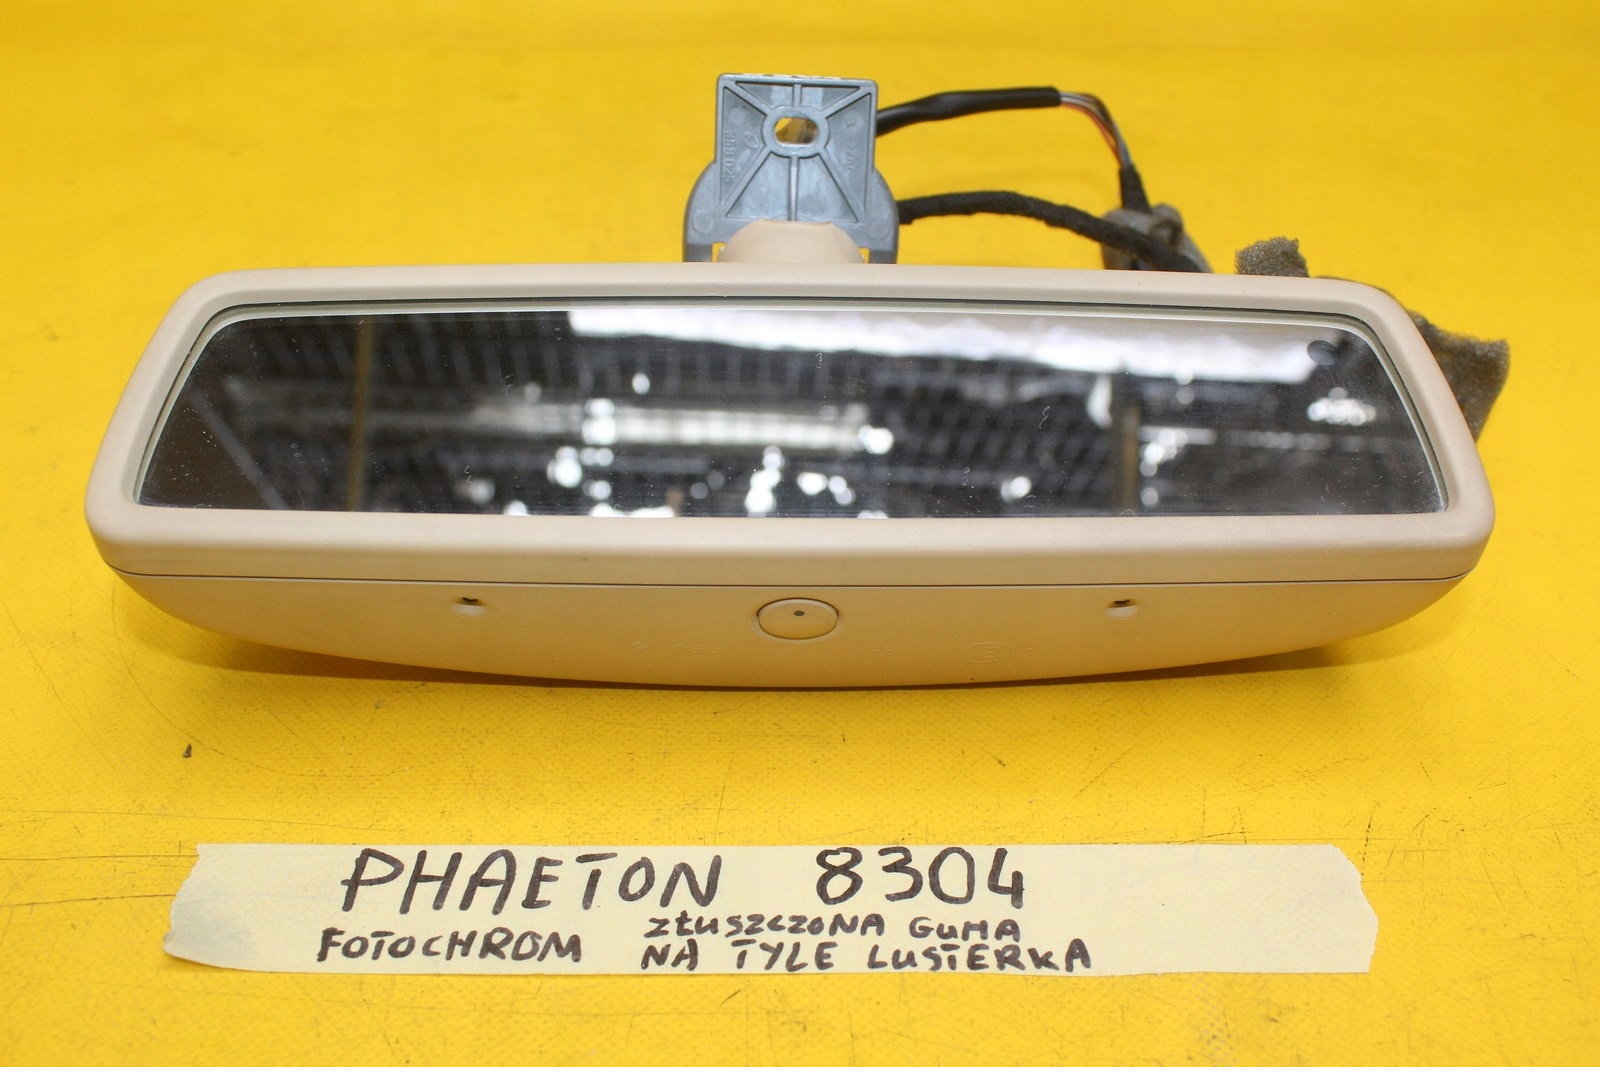 PHAETON 8304
FOTOCHROM ZŁUSZCZONA GUMA
NA TYLE LUSTERKA